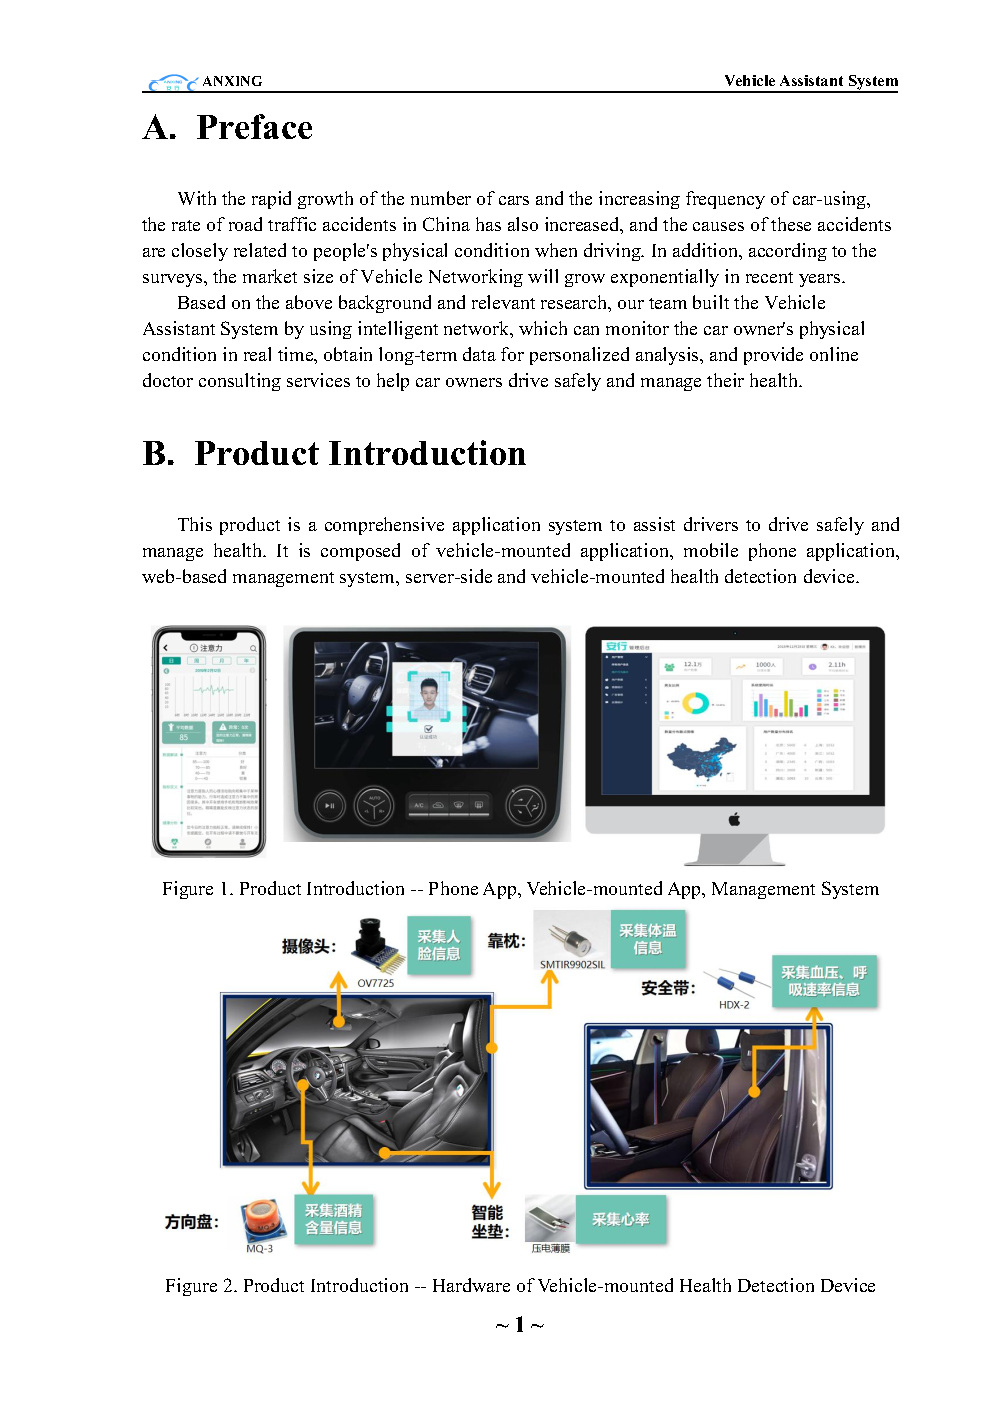 ANXING
Vehicle Assistant System
A. Preface
With the rapid growth of the number of cars and the increasing frequency of car-using,
the rate of road traffic accidents in China has also increased, and the causes of these accidents
are closely related to people's physical condition when driving. In addition, according to the
surveys, the market size of Vehicle Networking will grow exponentially in recent years.
Based on the above background and relevant research, our team built the Vehicle
Assistant System by using intelligent network, which can monitor the car owner's physical
condition in real time, obtain long-term data for personalized analysis, and provide online
doctor consulting services to help car owners drive safely and manage their health.
B. Product Introduction
This product is a comprehensive application system to assist drivers to drive safely and
manage health. It is composed of vehicle-mounted application, mobile phone application,
web-based management system, server-side and vehicle-mounted health detection device.
注意力
日 周 月 年
85
AUTO
A/C
安行
12.1万
1000人
2.11h
Figure 1. Product Introduction -- Phone App, Vehicle-mounted App, Management System
摄像头:
OV7725
采集人
脸信息
靠枕:
SMTIR9902SIL
采集体温
信息
安全带:
HDX-2
采集血压、呼
吸速率信息
方向盘:
MQ-3
采集酒精
含量信息
智能
坐垫:
压电薄膜
采集心率
Figure 2. Product Introduction -- Hardware of Vehicle-mounted Health Detection Device
~ 1 ~